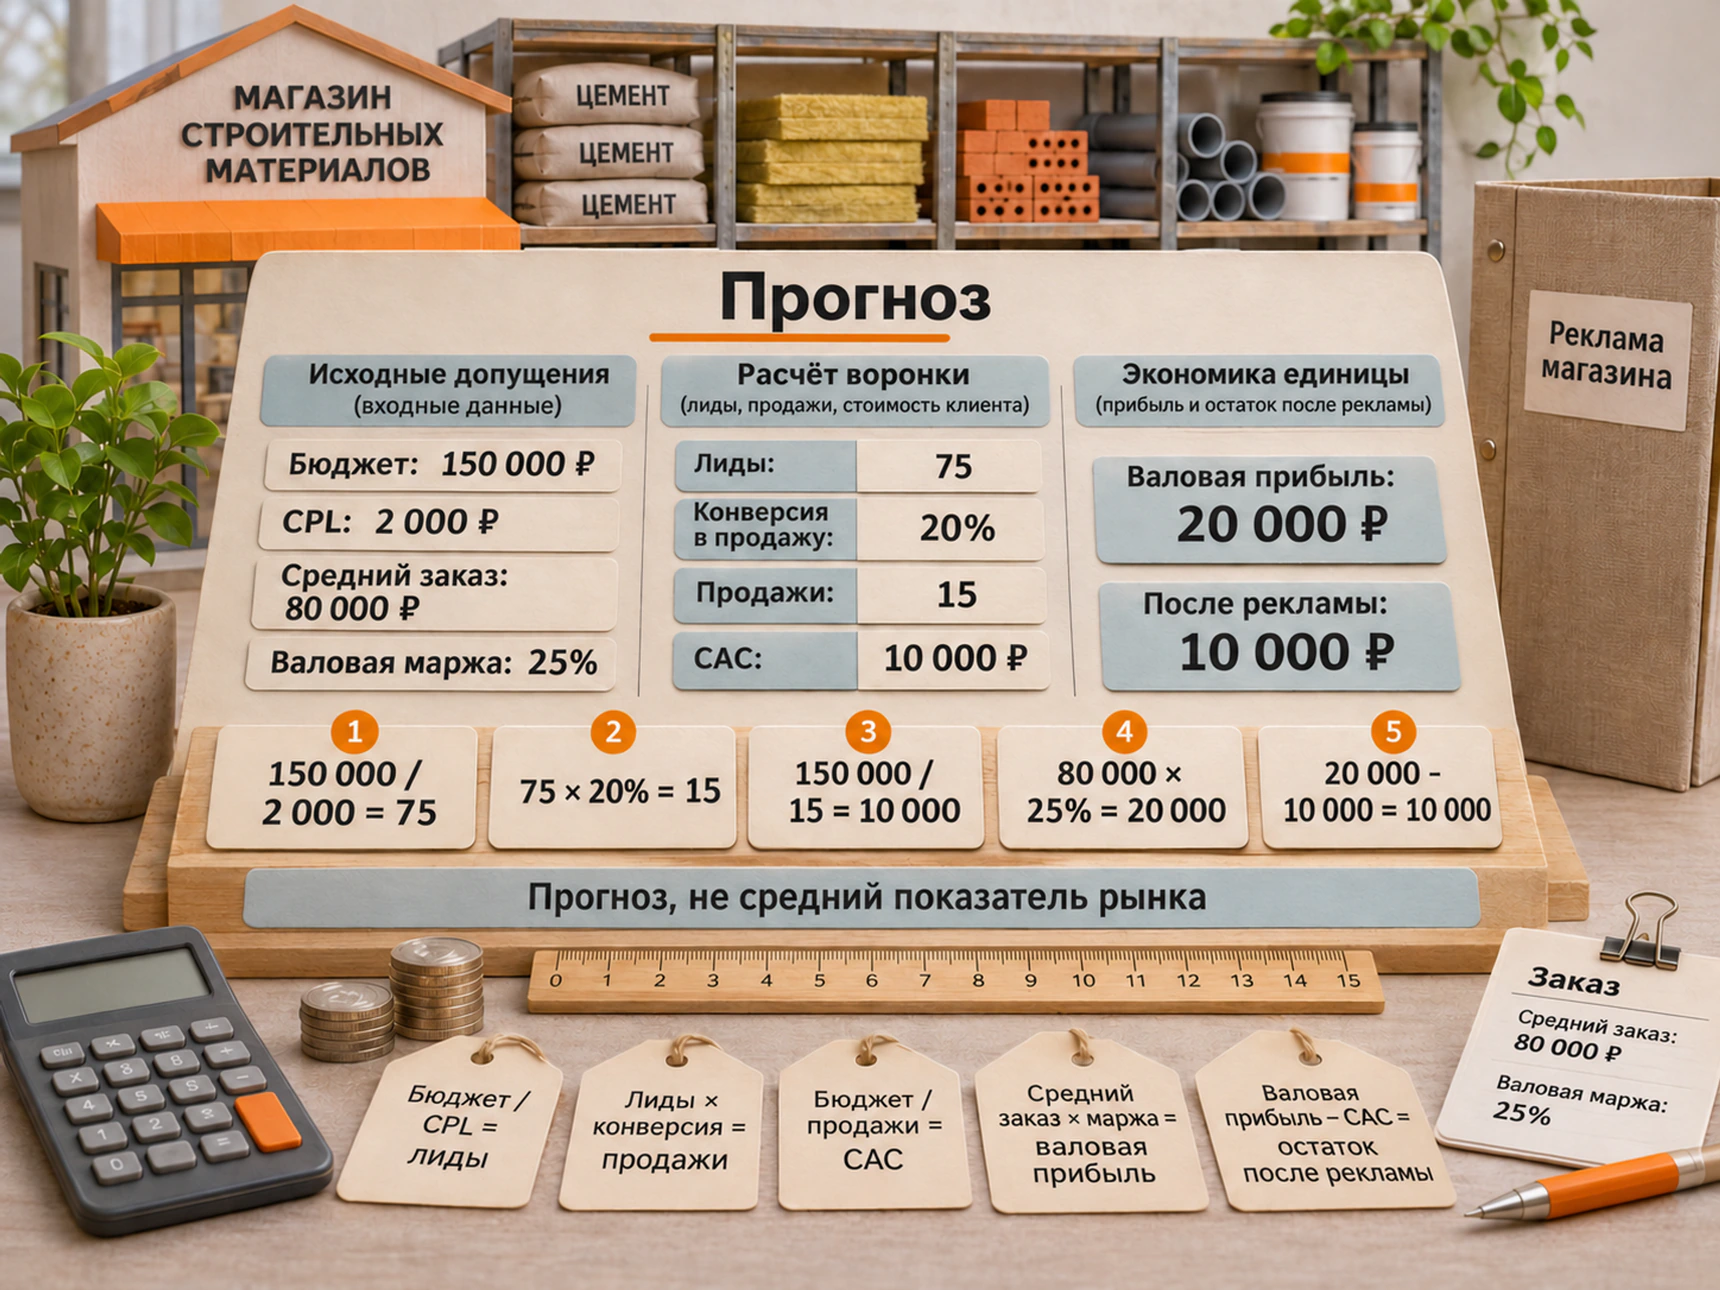 МАГАЗИН
СТРОИТЕЛЬНЫХ
МАТЕРИАЛОВ
ЦЕМЕНТ
ЦЕМЕНТ
ЦЕМЕНТ
Реклама
магазина
Прогноз
Исходные допущения
(входные данные)
Бюджет: 150 000 ₽
CPL: 2 000 ₽
Средний заказ:
80 000 ₽
Валовая маржа: 25%
Расчёт воронки
(лиды, продажи, стоимость клиента)
Лиды: 75
Конверсия
в продажу: 20%
Продажи: 15
CAC: 10 000 ₽
Экономика единицы
(прибыль и остаток после рекламы)
Валовая прибыль:
20 000 ₽
После рекламы:
10 000 ₽
1
150 000 /
2 000 = 75
2
75 × 20% = 15
3
150 000 /
15 = 10 000
4
80 000 ×
25% = 20 000
5
20 000 -
10 000 = 10 000
Прогноз, не средний показатель рынка
0 1 2 3 4 5 6 7 8 9 10 11 12 13 14 15
Заказ
Средний заказ:
80 000 ₽
Валовая маржа:
25%
Бюджет /
CPL =
лиды
Лиды ×
конверсия =
продажи
Бюджет /
продажи =
CAC
Средний
заказ × маржа =
валовая
прибыль
Валовая
прибыль – CAC =
остаток
после рекламы